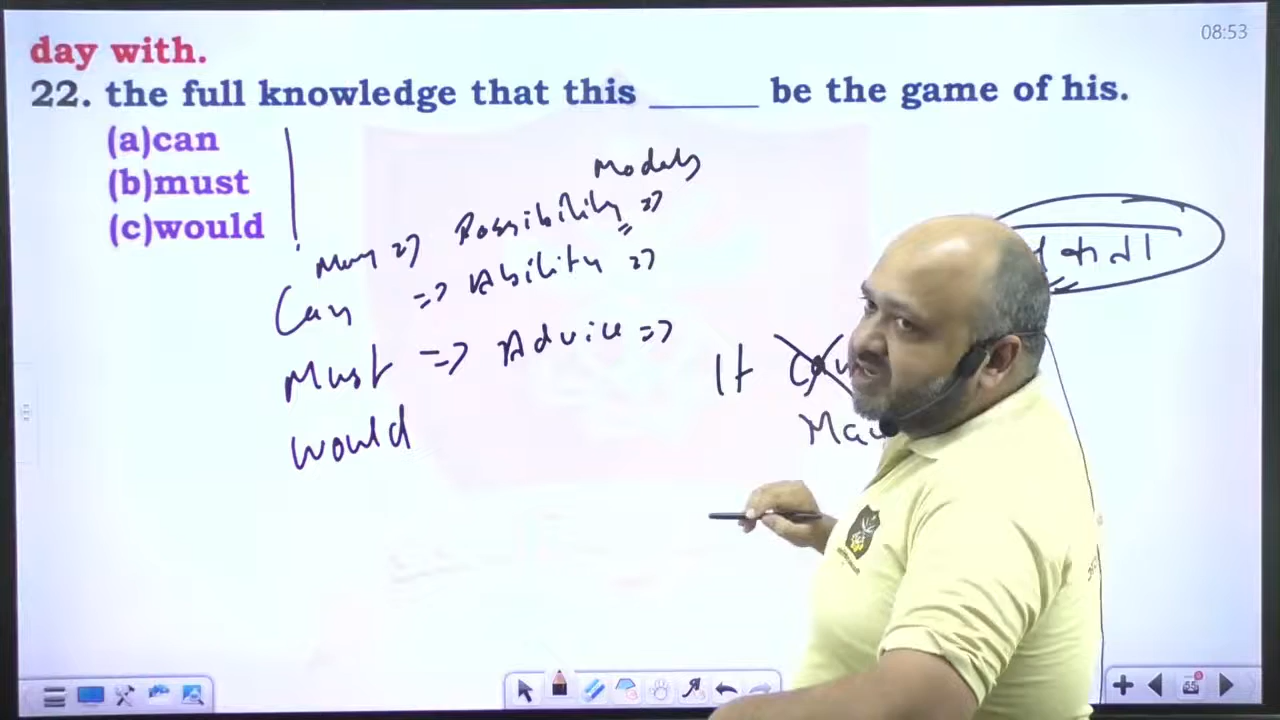 08:53
day with.
22. the full knowledge that this ______ be the game of his.
(a)can
(b)must
(c)would
Modals
May => Possibility =>
Can => Ability =>
Must => Advice =>
would
It